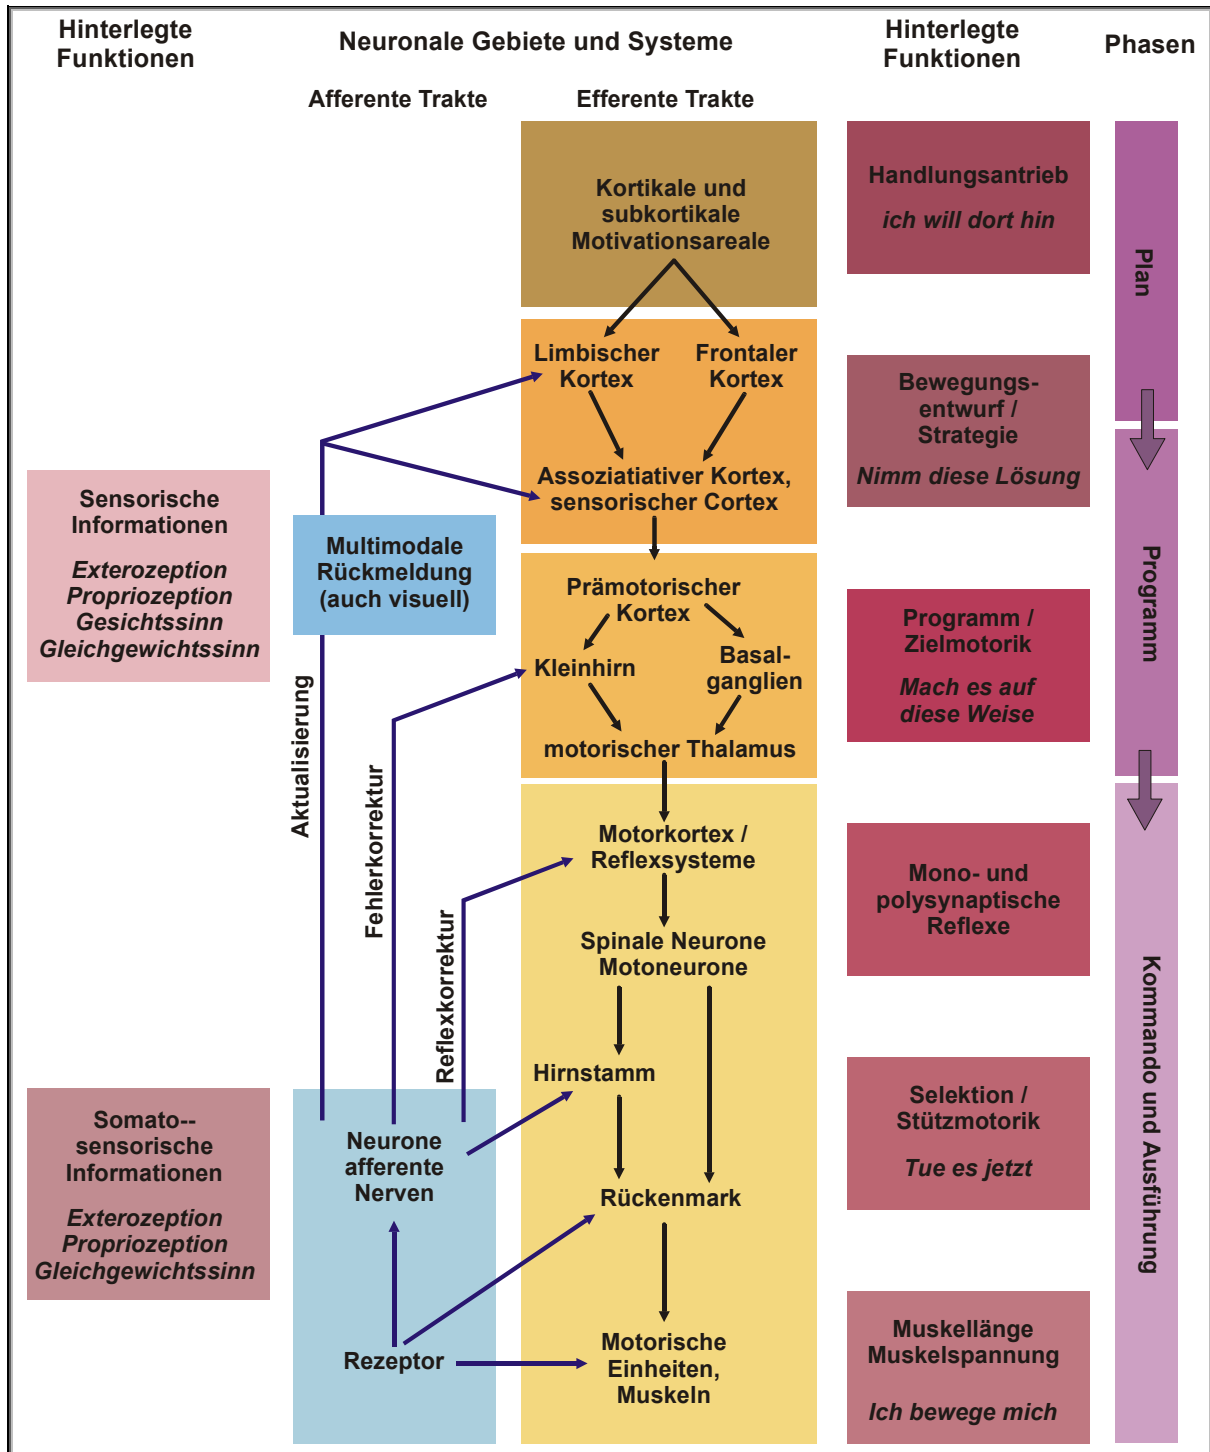 Hinterlegte
Funktionen
Neuronale Gebiete und Systeme
Hinterlegte
Funktionen
Phasen
Afferente Trakte
Efferente Trakte
Kortikale und
subkortikale
Motivationsareale
Handlungsantrieb
ich will dort hin
Plan
Limbischer
Kortex
Frontaler
Kortex
Assoziatiativer Kortex,
sensorischer Cortex
Bewegungs-
entwurf /
Strategie
Nimm diese Lösung
Sensorische
Informationen
Exterozeption
Propriozeption
Gesichtssinn
Gleichgewichtssinn
Multimodale
Rückmeldung
(auch visuell)
Prämotorischer
Kortex
Kleinhirn
Basal-
ganglien
motorischer Thalamus
Programm /
Zielmotorik
Mach es auf
diese Weise
Programm
Aktualisierung
Fehlerkorrektur
Reflexkorrektur
Motorkortex /
Reflexsysteme
Spinale Neurone
Motoneurone
Mono- und
polysynaptische
Reflexe
Kommando und Ausführung
Hirnstamm
Selektion /
Stützmotorik
Tue es jetzt
Somato--
sensorische
Informationen
Exterozeption
Propriozeption
Gleichgewichtssinn
Neurone
afferente
Nerven
Rückenmark
Rezeptor
Motorische
Einheiten,
Muskeln
Muskellänge
Muskelspannung
Ich bewege mich